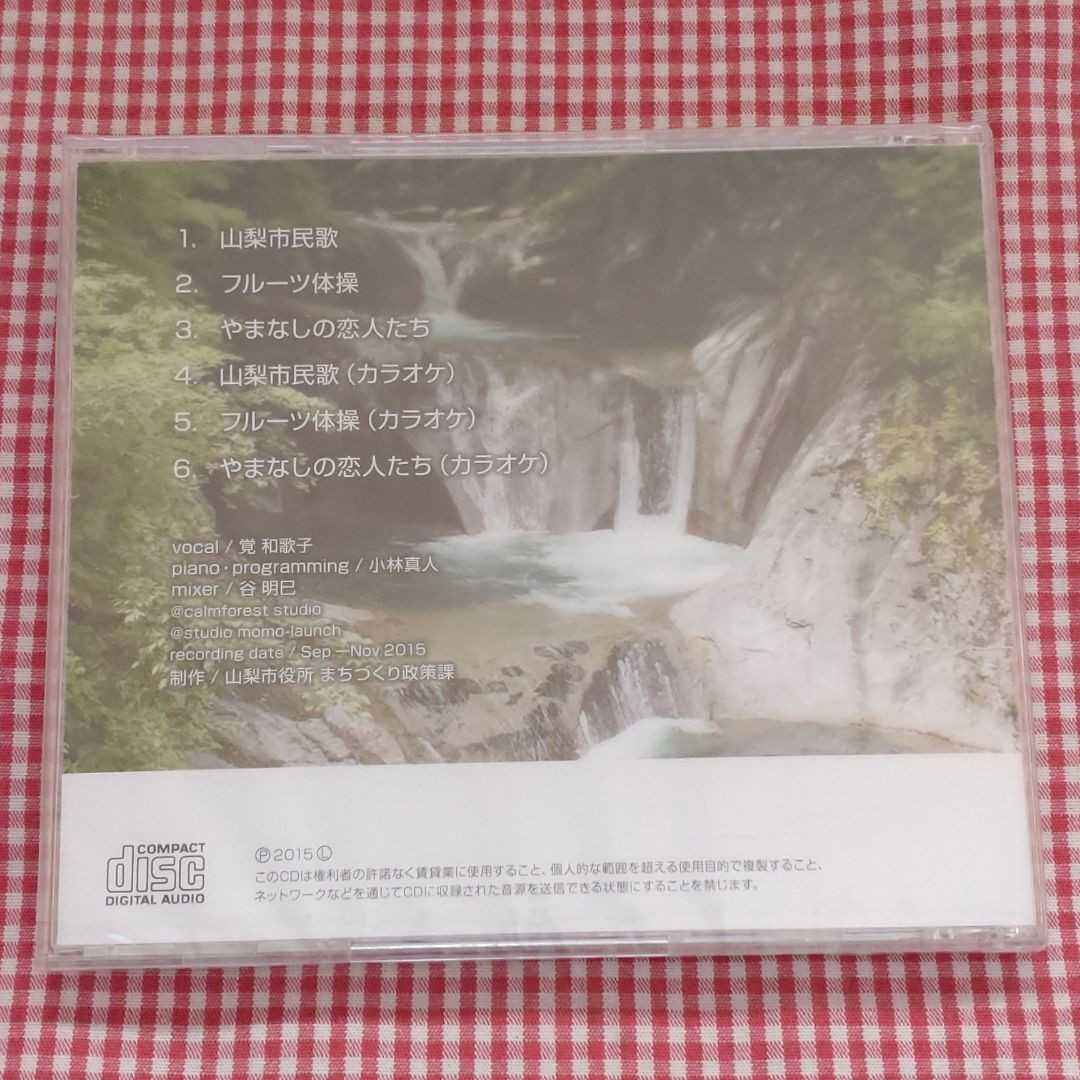 1. 山梨市民歌
2. フルーツ体操
3. やまなしの恋人たち
4. 山梨市民歌（カラオケ）
5. フルーツ体操（カラオケ）
6. やまなしの恋人たち（カラオケ）
vocal / 覚 和歌子
piano・programming / 小林真人
mixer / 谷 明巳
@calmforest studio
@studio momo-launch
recording date / Sep —Nov 2015
制作 / 山梨市役所 まちづくり政策課
COMPACT
disc
DIGITAL AUDIO
Ⓟ2015Ⓛ
このCDは権利者の許諾なく賃貸業に使用すること、個人的な範囲を超える使用目的で複製すること、
ネットワークなどを通じてCDに収録された音源を送信できる状態にすることを禁じます。